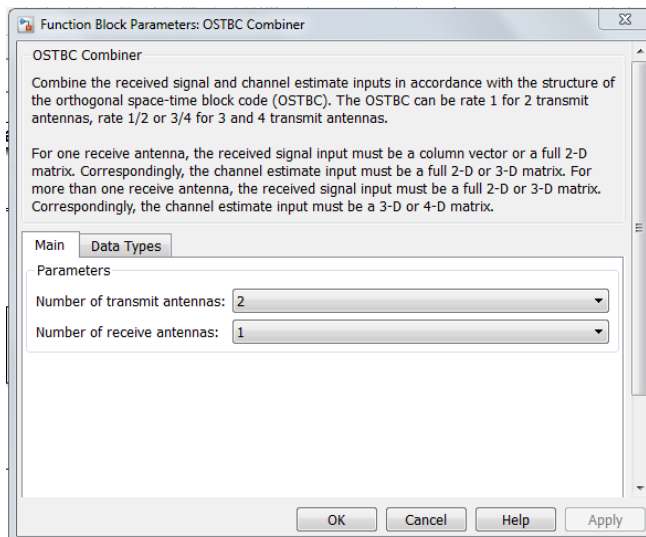 Function Block Parameters: OSTBC Combiner
OSTBC Combiner
Combine the received signal and channel estimate inputs in accordance with the structure of
the orthogonal space-time block code (OSTBC). The OSTBC can be rate 1 for 2 transmit
antennas, rate 1/2 or 3/4 for 3 and 4 transmit antennas.
For one receive antenna, the received signal input must be a column vector or a full 2-D
matrix. Correspondingly, the channel estimate input must be a full 2-D or 3-D matrix. For
more than one receive antenna, the received signal input must be a full 2-D or 3-D matrix.
Correspondingly, the channel estimate input must be a 3-D or 4-D matrix.
Main Data Types
Parameters
Number of transmit antennas: 2
Number of receive antennas: 1
OK Cancel Help Apply